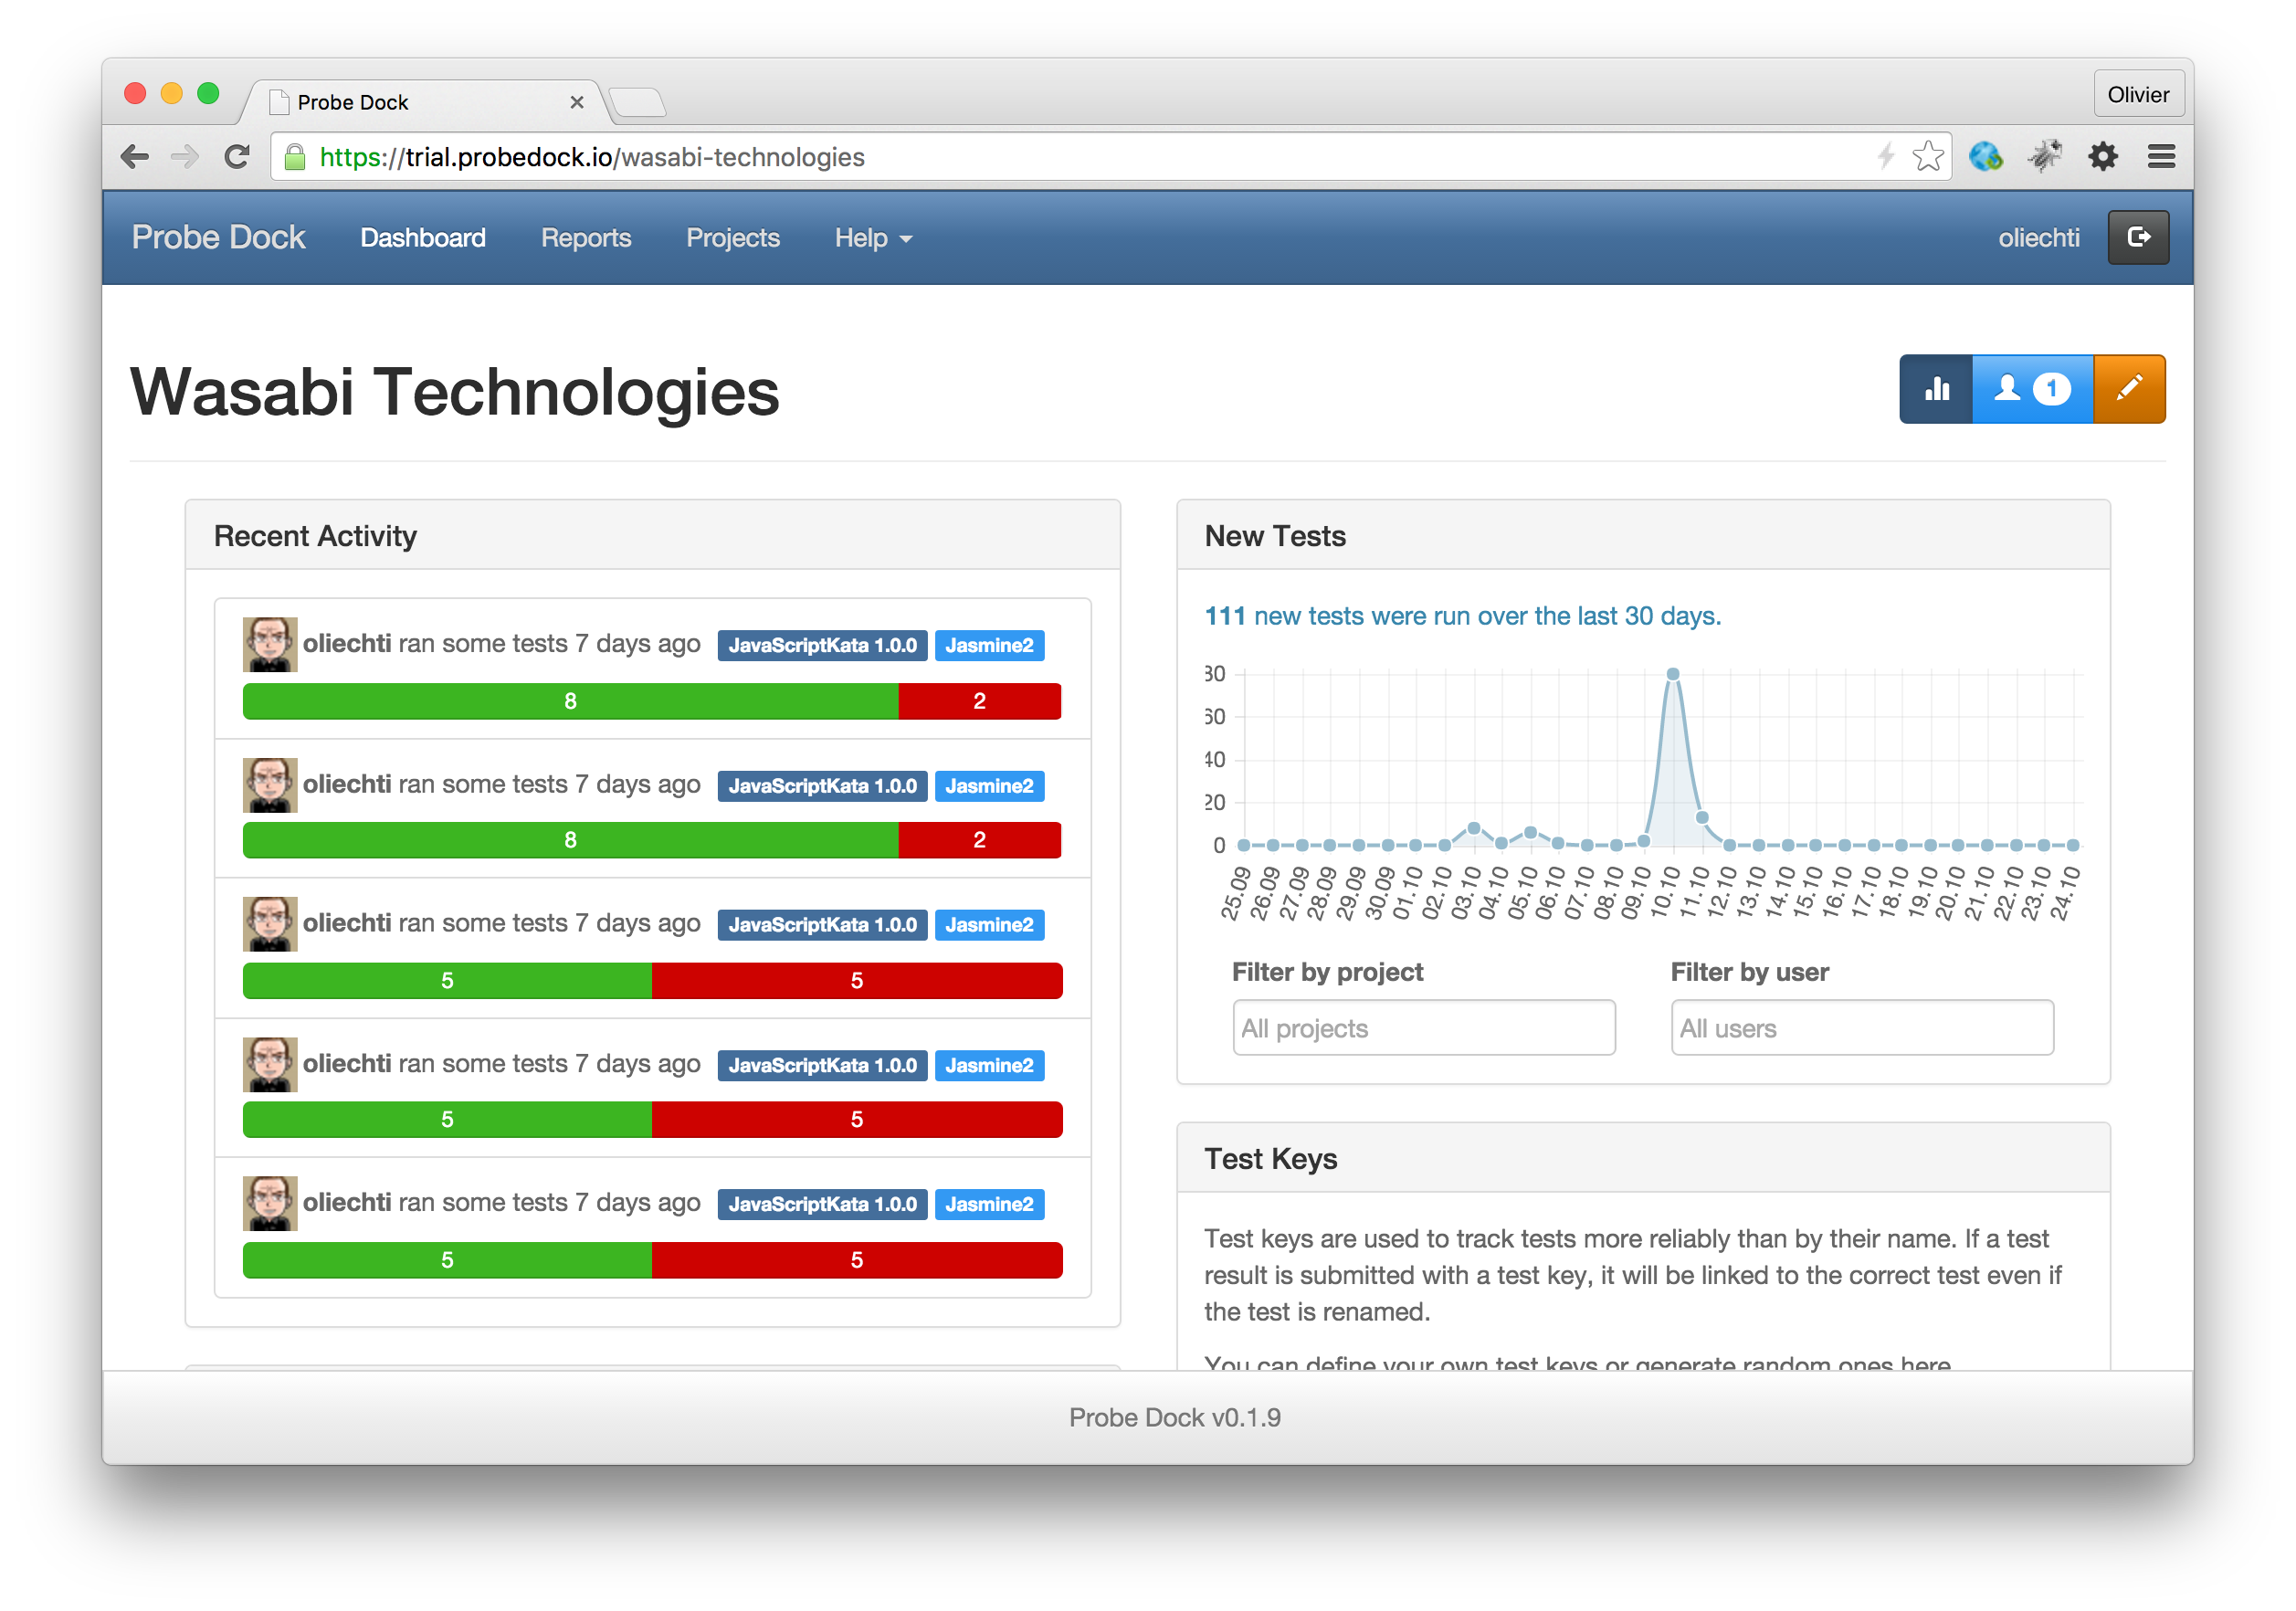 Probe Dock
Olivier
https://trial.probedock.io/wasabi-technologies
Probe Dock Dashboard Reports Projects Help oliechti
Wasabi Technologies
1
Recent Activity
oliechti ran some tests 7 days ago JavaScriptKata 1.0.0 Jasmine2
8 2
oliechti ran some tests 7 days ago JavaScriptKata 1.0.0 Jasmine2
8 2
oliechti ran some tests 7 days ago JavaScriptKata 1.0.0 Jasmine2
5 5
oliechti ran some tests 7 days ago JavaScriptKata 1.0.0 Jasmine2
5 5
oliechti ran some tests 7 days ago JavaScriptKata 1.0.0 Jasmine2
5 5
New Tests
111 new tests were run over the last 30 days.
80
60
40
20
0
25.09 26.09 27.09 28.09 29.09 30.09 01.10 02.10 03.10 04.10 05.10 06.10 07.10 08.10 09.10 10.10 11.10 12.10 13.10 14.10 15.10 16.10 17.10 18.10 19.10 20.10 21.10 22.10 23.10 24.10
Filter by project Filter by user
All projects All users
Test Keys
Test keys are used to track tests more reliably than by their name. If a test
result is submitted with a test key, it will be linked to the correct test even if
the test is renamed.
You can define your own test keys or generate random ones here
Probe Dock v0.1.9